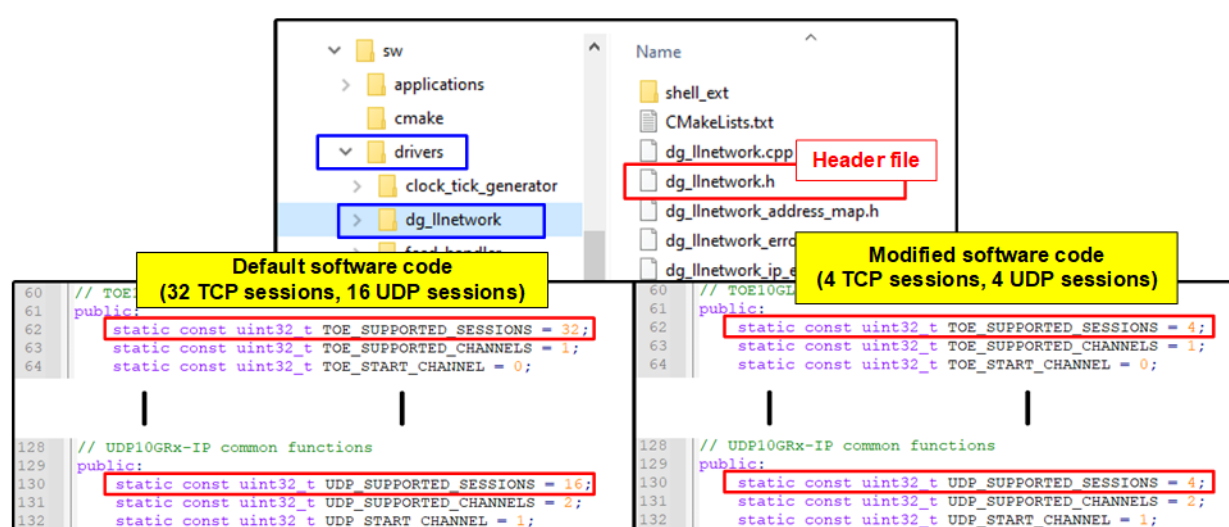 sw
applications
cmake
drivers
clock_tick_generator
dg_llnetwork
Name
shell_ext
CMakeLists.txt
dg_llnetwork.cpp
Header file
dg_llnetwork.h
dg_llnetwork_address_map.h
Default software code
(32 TCP sessions, 16 UDP sessions)
60 // TOE
61 public:
62 static const uint32_t TOE_SUPPORTED_SESSIONS = 32;
63 static const uint32_t TOE_SUPPORTED_CHANNELS = 1;
64 static const uint32_t TOE_START_CHANNEL = 0;
128 // UDP10GRx-IP common functions
129 public:
130 static const uint32_t UDP_SUPPORTED_SESSIONS = 16;
131 static const uint32_t UDP_SUPPORTED_CHANNELS = 2;
132 static const uint32_t UDP_START_CHANNEL = 1;
Modified software code
(4 TCP sessions, 4 UDP sessions)
60 // TOE10GL
61 public:
62 static const uint32_t TOE_SUPPORTED_SESSIONS = 4;
63 static const uint32_t TOE_SUPPORTED_CHANNELS = 1;
64 static const uint32_t TOE_START_CHANNEL = 0;
128 // UDP10GRx-IP common functions
129 public:
130 static const uint32_t UDP_SUPPORTED_SESSIONS = 4;
131 static const uint32_t UDP_SUPPORTED_CHANNELS = 2;
132 static const uint32_t UDP_START_CHANNEL = 1;